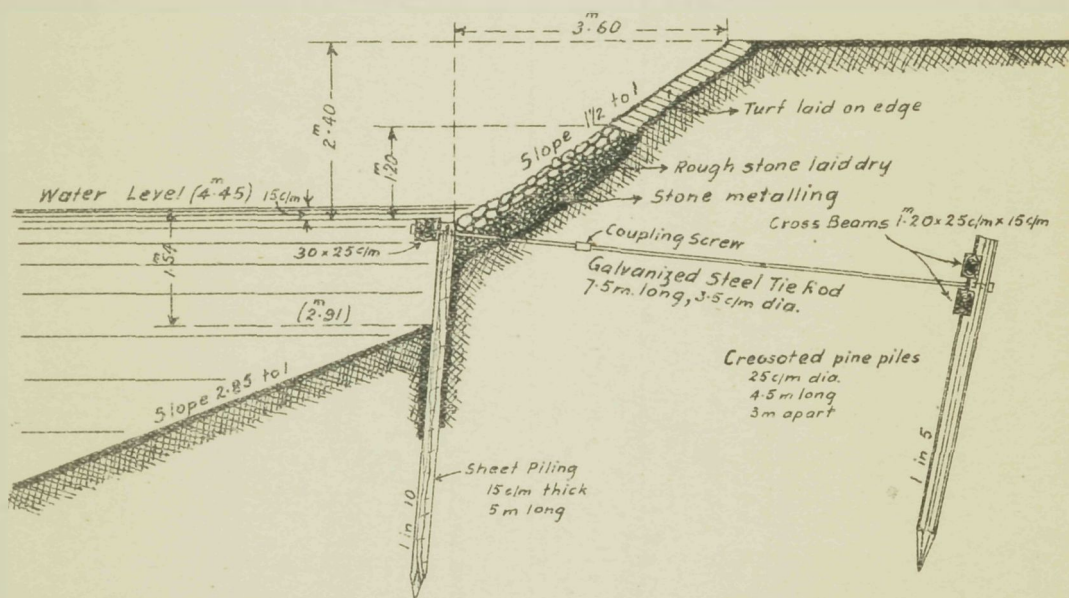 3.60 m
2.40 m
1.20 m
Slope 1½ to 1
Turf laid on edge
Rough stone laid dry
Stone metalling
Water Level (4.45 m) 15c/m
Cross Beams 1.20 m x 25c/m x 15c/m
30 x 25c/m
Coupling Screw
Galvanized Steel Tie Rod
7.5m. long, 3.5c/m dia.
1.54 m
(2.91 m)
Slope 2.85 to 1
Creosoted pine piles
25c/m dia.
4.5m long
3m apart
Sheet Piling
15c/m thick
5m long
1 in 10
1 in 5